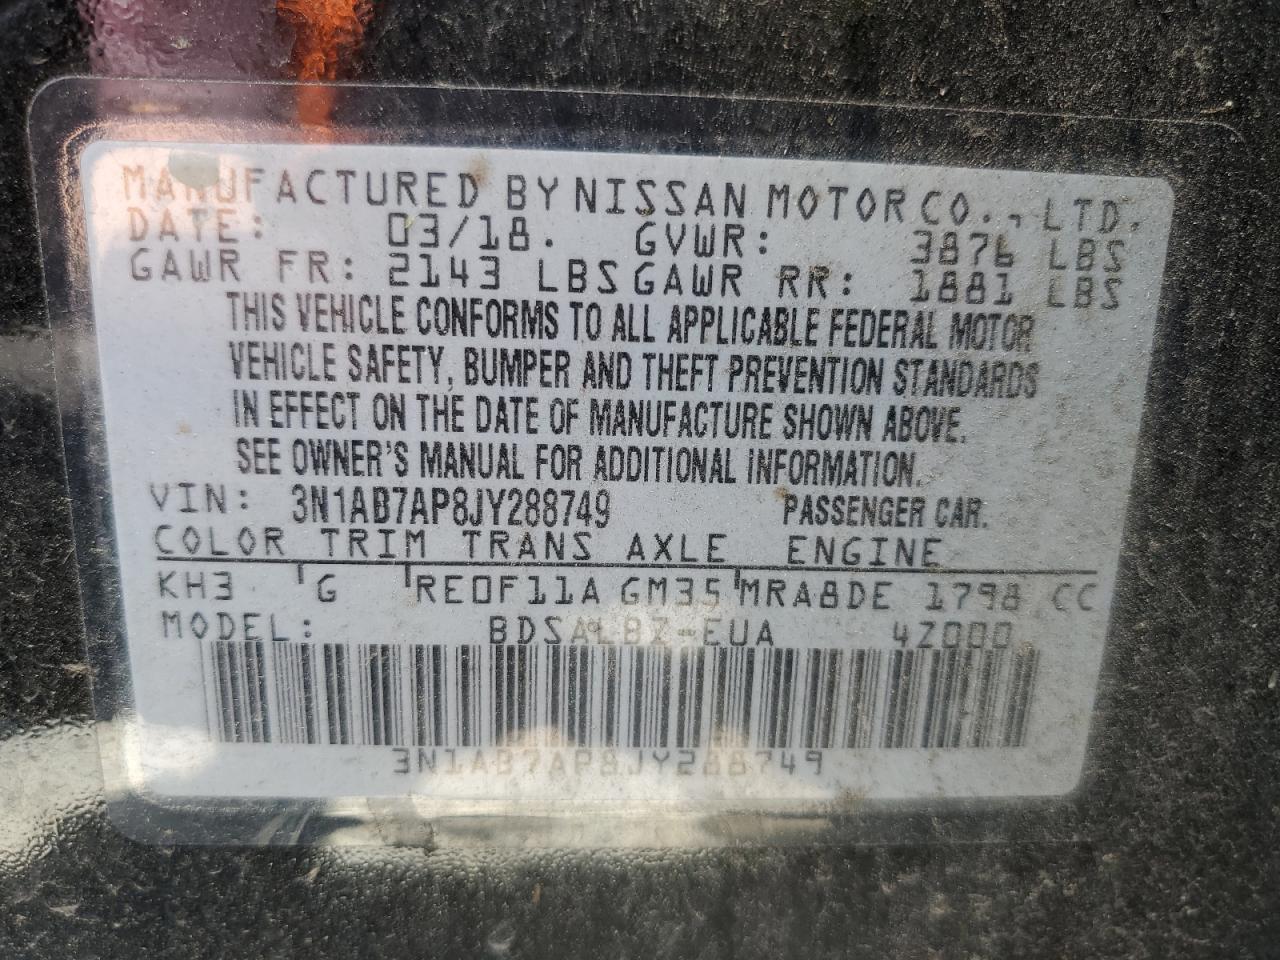 MANUFACTURED BY NISSAN MOTOR CO., LTD.
DATE: 03/18. GVWR: 3876 LBS
GAWR FR: 2143 LBS GAWR RR: 1881 LBS
THIS VEHICLE CONFORMS TO ALL APPLICABLE FEDERAL MOTOR
VEHICLE SAFETY, BUMPER AND THEFT PREVENTION STANDARDS
IN EFFECT ON THE DATE OF MANUFACTURE SHOWN ABOVE.
SEE OWNER'S MANUAL FOR ADDITIONAL INFORMATION.
VIN: 3N1AB7AP8JY288749 PASSENGER CAR.
COLOR TRIM TRANS AXLE ENGINE
KH3 G RE0F11A GM35 MRA8DE 1798 CC
MODEL: BDSALBZ-EUA 4Z000
3N1AB7AP8JY288749